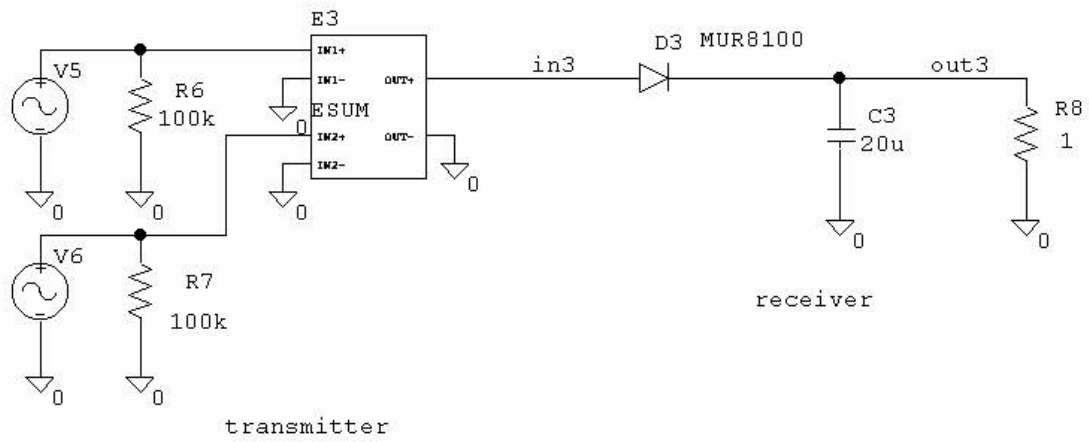 E3
D3 MUR8100
V5
IN1+
in3
out3
R6
100k
IN1-
OUT+
0
ESUM
C3
20u
R8
1
IN2+
OUT-
IN2-
0
0
0
0
0
0
0
V6
R7
100k
receiver
0
0
transmitter